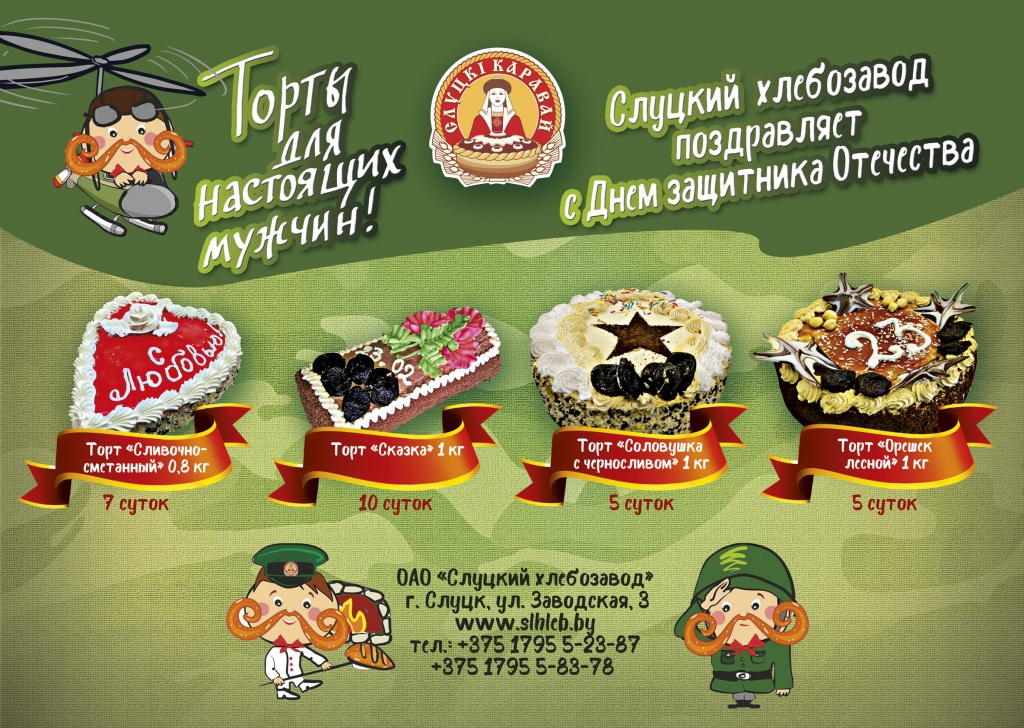 Торты
для
настоящих
мужчин!
СЛУЦКІ КАРАВАЙ
Слуцкий хлебозавод
поздравляет
с Днем защитника Отечества
С
Любовью
23
02
23
Торт «Сливочно-
сметанный» 0,8 кг
7 суток
Торт «Сказка» 1 кг
10 суток
Торт «Соловушка
с черносливом» 1 кг
5 суток
Торт «Орешек
лесной» 1 кг
5 суток
ОАО «Слуцкий хлебозавод»
г. Слуцк, ул. Заводская, 3
www.slhleb.by
тел.: +375 1795 5-23-87
+375 1795 5-83-78